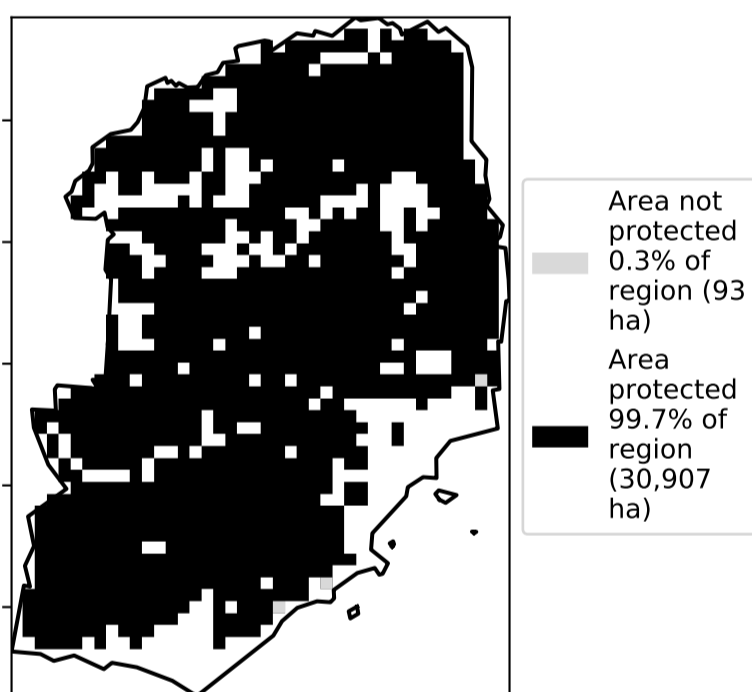 Area not
protected
0.3% of
region (93
ha)
Area
protected
99.7% of
region
(30,907
ha)